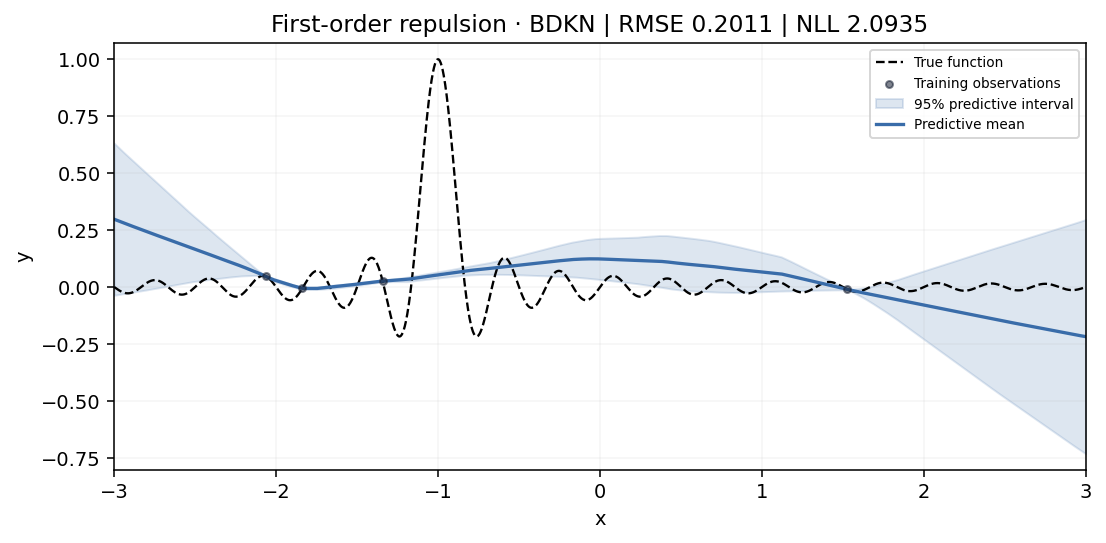 First-order repulsion · BDKN | RMSE 0.2011 | NLL 2.0935
True function
Training observations
95% predictive interval
Predictive mean
y
1.00
0.75
0.50
0.25
0.00
−0.25
−0.50
−0.75
−3
−2
−1
0
1
2
3
x